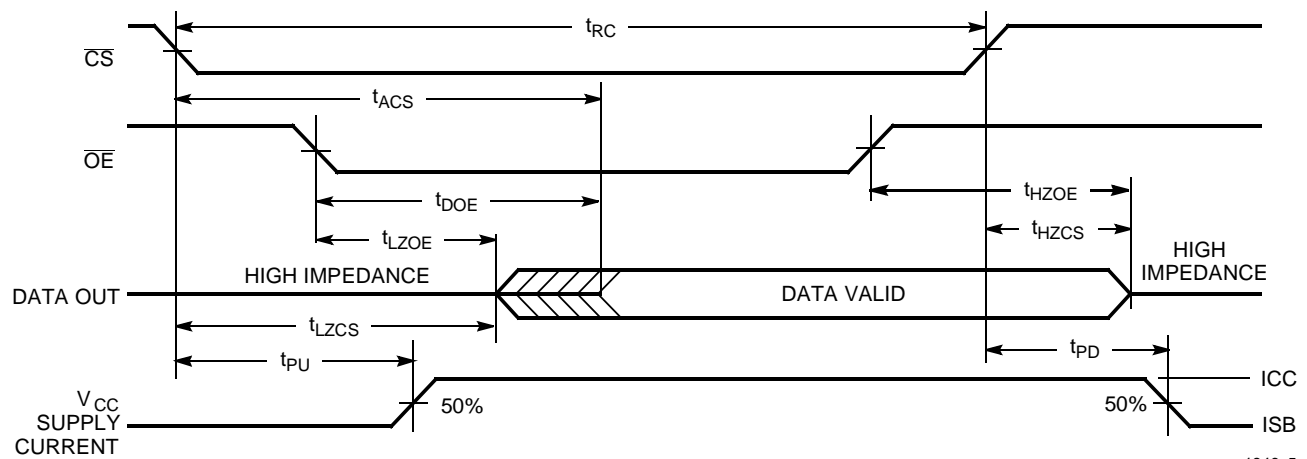 tRC
CS
tACS
OE
tDOE
tHZOE
tLZOE
tHZCS
HIGH IMPEDANCE
HIGH
IMPEDANCE
DATA OUT
DATA VALID
tLZCS
tPU
tPD
VCC
SUPPLY
CURRENT
50%
50%
ICC
ISB